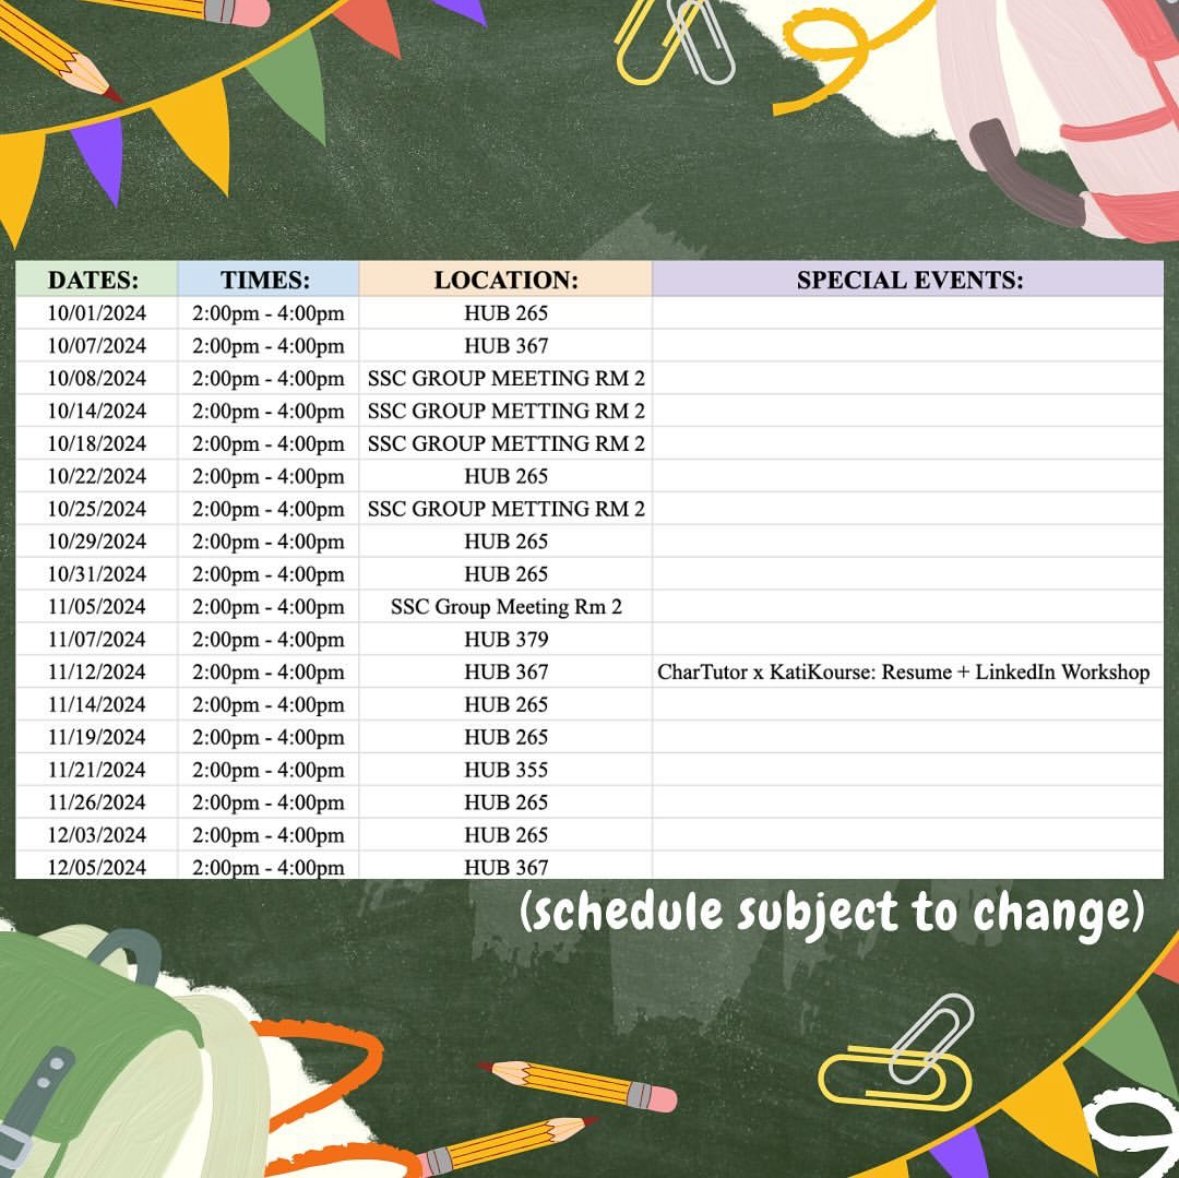 DATES: TIMES: LOCATION: SPECIAL EVENTS:
10/01/2024 2:00pm - 4:00pm HUB 265
10/07/2024 2:00pm - 4:00pm HUB 367
10/08/2024 2:00pm - 4:00pm SSC GROUP MEETING RM 2
10/14/2024 2:00pm - 4:00pm SSC GROUP METTING RM 2
10/18/2024 2:00pm - 4:00pm SSC GROUP METTING RM 2
10/22/2024 2:00pm - 4:00pm HUB 265
10/25/2024 2:00pm - 4:00pm SSC GROUP METTING RM 2
10/29/2024 2:00pm - 4:00pm HUB 265
10/31/2024 2:00pm - 4:00pm HUB 265
11/05/2024 2:00pm - 4:00pm SSC Group Meeting Rm 2
11/07/2024 2:00pm - 4:00pm HUB 379
11/12/2024 2:00pm - 4:00pm HUB 367 CharTutor x KatiKourse: Resume + LinkedIn Workshop
11/14/2024 2:00pm - 4:00pm HUB 265
11/19/2024 2:00pm - 4:00pm HUB 265
11/21/2024 2:00pm - 4:00pm HUB 355
11/26/2024 2:00pm - 4:00pm HUB 265
12/03/2024 2:00pm - 4:00pm HUB 265
12/05/2024 2:00pm - 4:00pm HUB 367
(schedule subject to change)